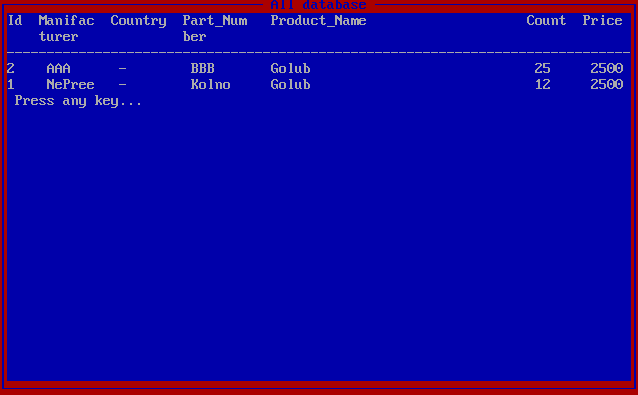 All database
Id Manifac Country Part_Num Product_Name Count Price
turer ber
2 AAA - BBB Golub 25 2500
1 NePree - Kolno Golub 12 2500
Press any key...